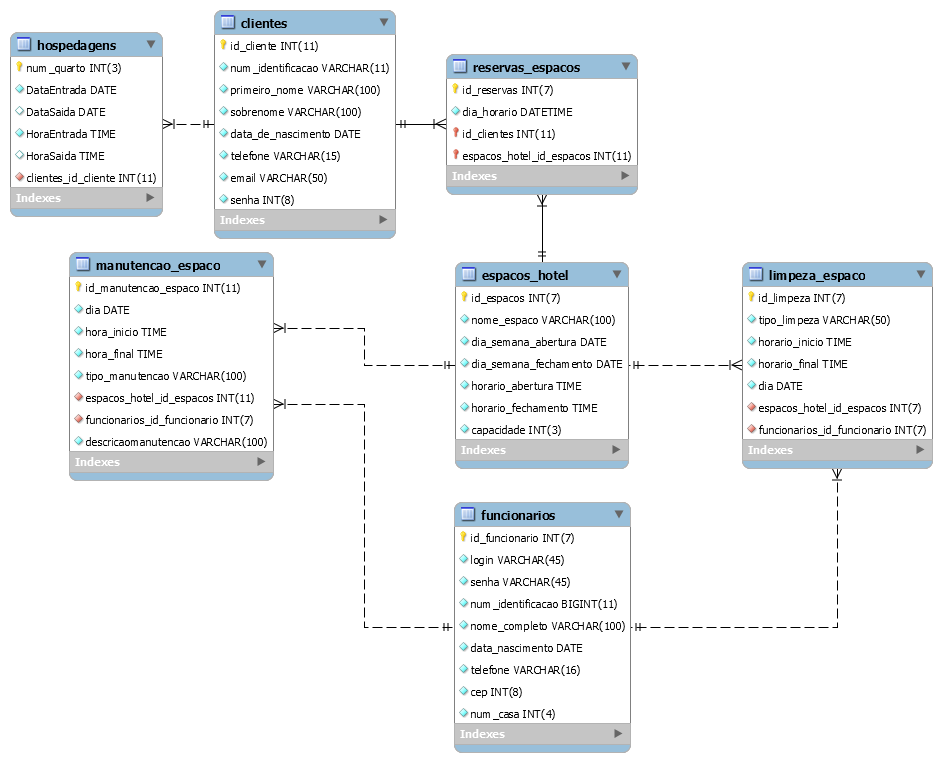 hospedagens
num_quarto INT(3)
DataEntrada DATE
DataSaida DATE
HoraEntrada TIME
HoraSaida TIME
clientes_id_cliente INT(11)
Indexes
clientes
id_cliente INT(11)
num_identificacao VARCHAR(11)
primeiro_nome VARCHAR(100)
sobrenome VARCHAR(100)
data_de_nascimento DATE
telefone VARCHAR(15)
email VARCHAR(50)
senha INT(8)
Indexes
reservas_espacos
id_reservas INT(7)
dia_horario DATETIME
id_clientes INT(11)
espacos_hotel_id_espacos INT(11)
Indexes
manutencao_espaco
id_manutencao_espaco INT(11)
dia DATE
hora_inicio TIME
hora_final TIME
tipo_manutencao VARCHAR(100)
espacos_hotel_id_espacos INT(11)
funcionarios_id_funcionario INT(7)
descricaomanutencao VARCHAR(100)
Indexes
espacos_hotel
id_espacos INT(7)
nome_espaco VARCHAR(100)
dia_semana_abertura DATE
dia_semana_fechamento DATE
horario_abertura TIME
horario_fechamento TIME
capacidade INT(3)
Indexes
limpeza_espaco
id_limpeza INT(7)
tipo_limpeza VARCHAR(50)
horario_inicio TIME
horario_final TIME
dia DATE
espacos_hotel_id_espacos INT(7)
funcionarios_id_funcionario INT(7)
Indexes
funcionarios
id_funcionario INT(7)
login VARCHAR(45)
senha VARCHAR(45)
num_identificacao BIGINT(11)
nome_completo VARCHAR(100)
data_nascimento DATE
telefone VARCHAR(16)
cep INT(8)
num_casa INT(4)
Indexes